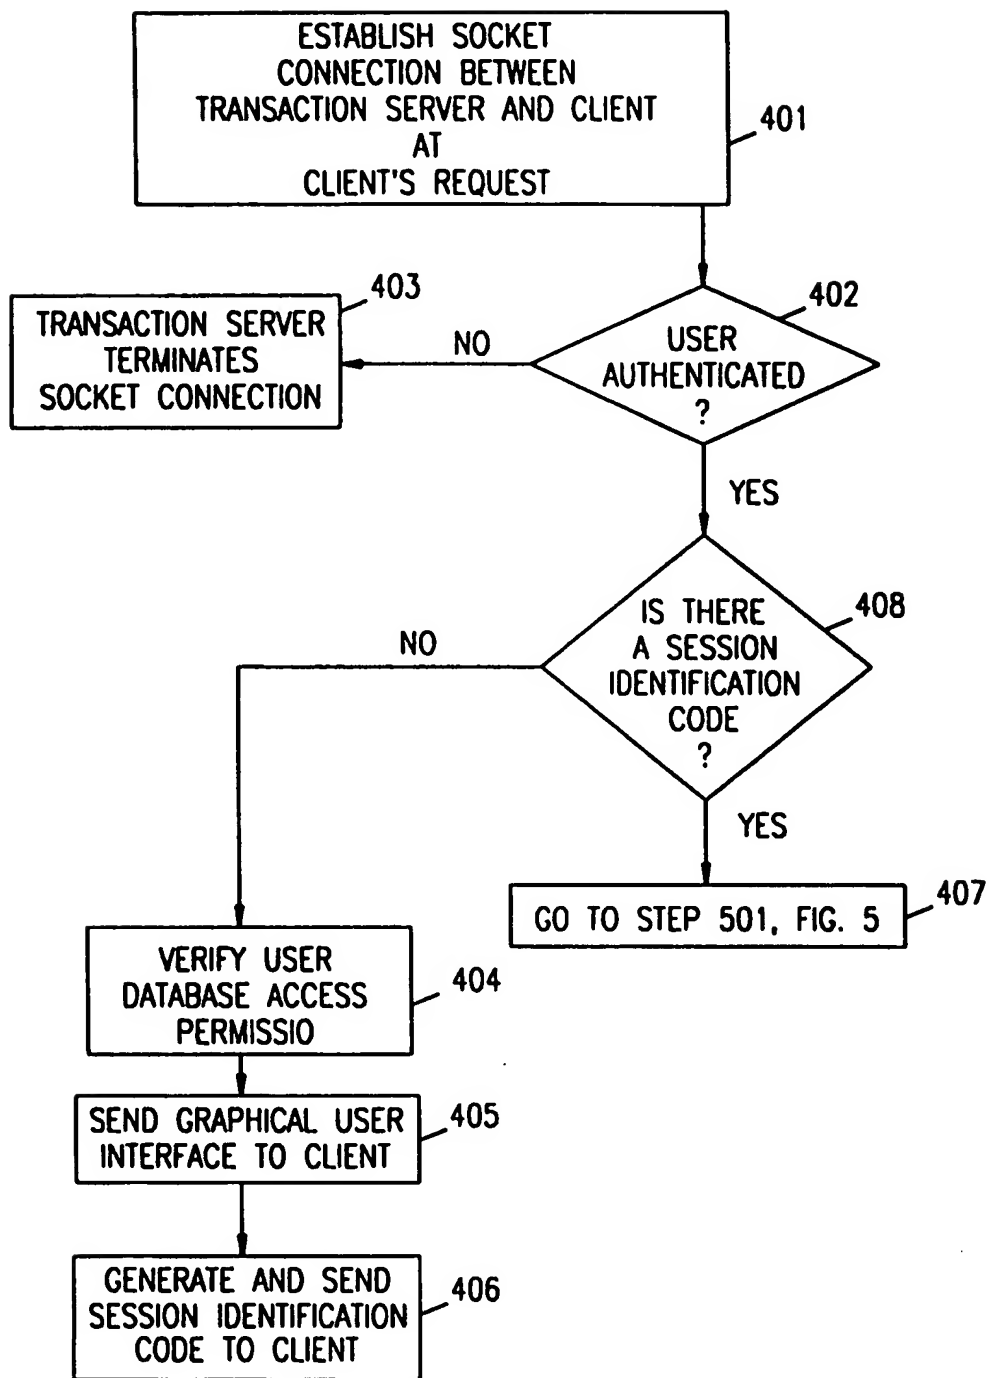 ESTABLISH SOCKET
CONNECTION BETWEEN
TRANSACTION SERVER AND CLIENT
AT
CLIENT'S REQUEST
401
403
TRANSACTION SERVER
TERMINATES
SOCKET CONNECTION
NO
402
USER
AUTHENTICATED
?
YES
408
IS THERE
A SESSION
IDENTIFICATION
CODE
?
NO
YES
407
GO TO STEP 501, FIG. 5
VERIFY USER
DATABASE ACCESS
PERMISSIO
404
SEND GRAPHICAL USER
INTERFACE TO CLIENT
405
GENERATE AND SEND
SESSION IDENTIFICATION
CODE TO CLIENT
406